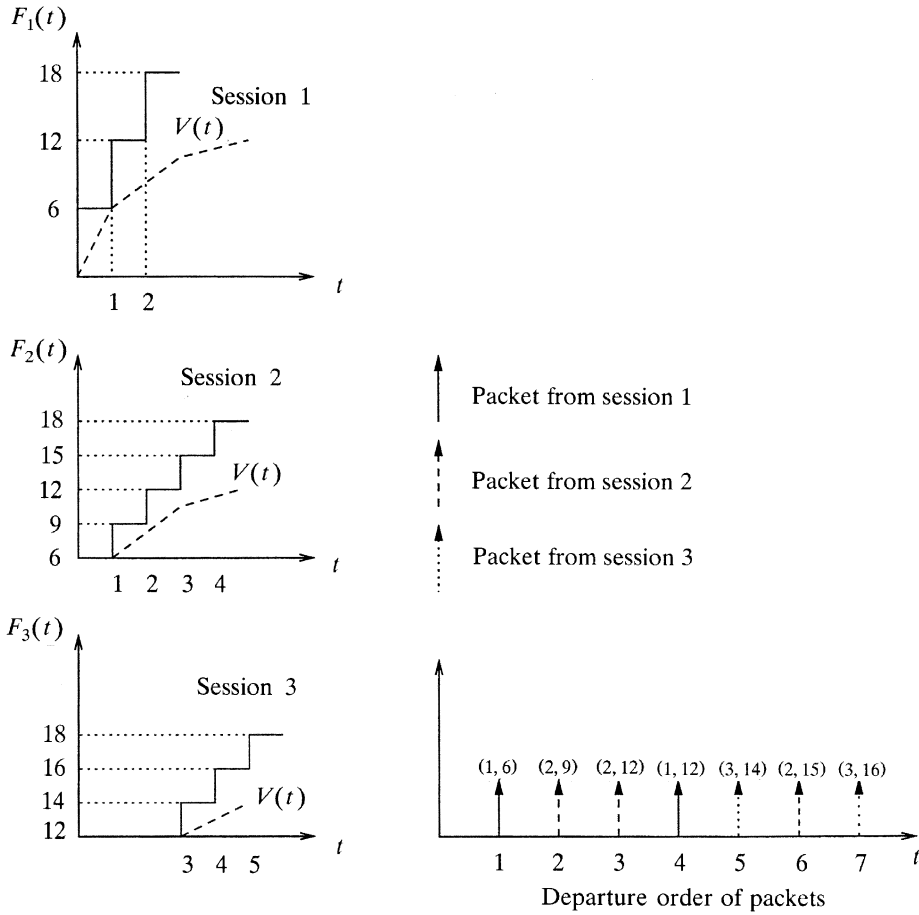 F₁(t)
18
Session 1
V(t)
12
6
1 2
t
F₂(t)
Session 2
18
15
V(t)
12
9
6
1 2 3 4
t
Packet from session 1
Packet from session 2
Packet from session 3
F₃(t)
Session 3
18
16
14
V(t)
12
3 4 5
t
(1, 6) (2, 9) (2, 12) (1, 12) (3, 14) (2, 15) (3, 16)
1 2 3 4 5 6 7
t
Departure order of packets